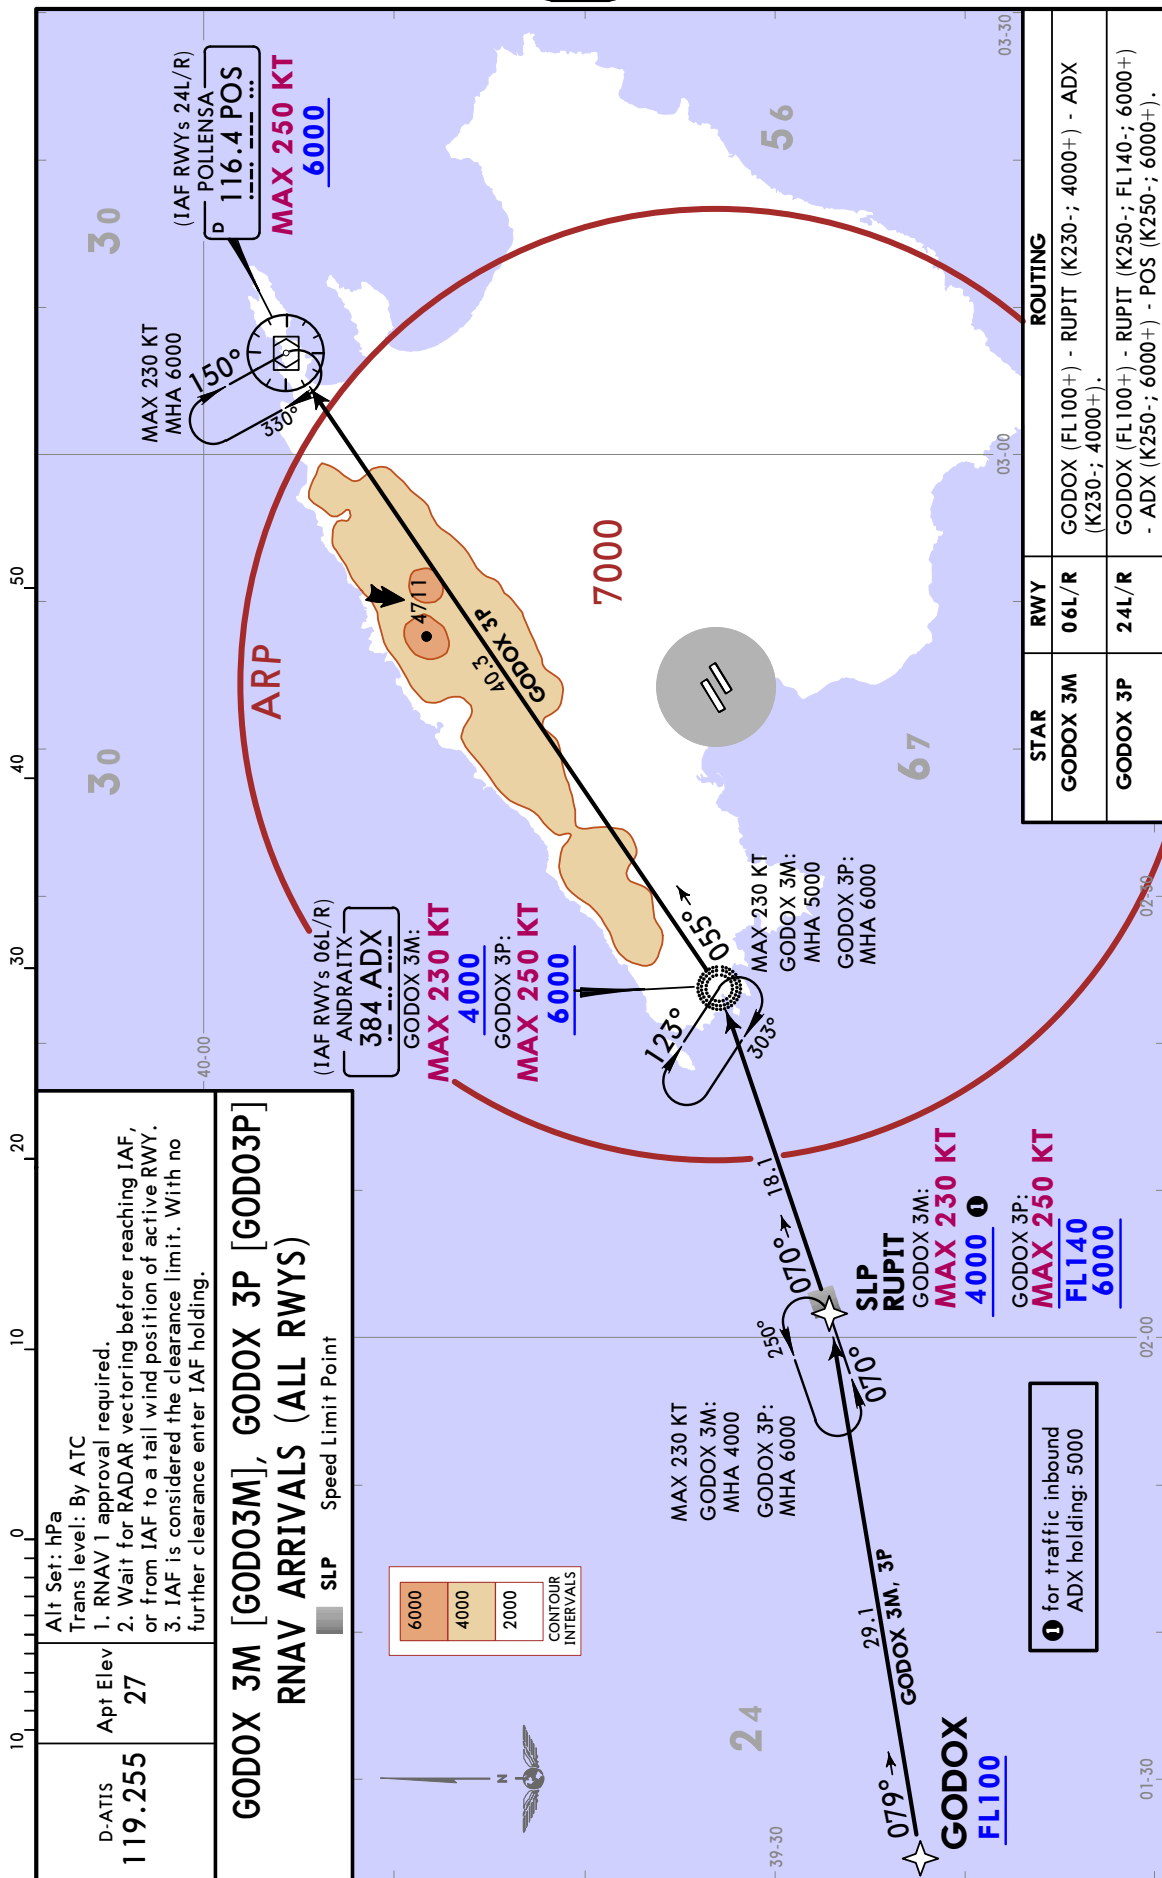 D-ATIS
119.255
Apt Elev
27
Alt Set: hPa
Trans level: By ATC
1. RNAV 1 approval required.
2. Wait for RADAR vectoring before reaching IAF,
or from IAF to a tail wind position of active RWY.
3. IAF is considered the clearance limit. With no
further clearance enter IAF holding.
GODOX 3M [GODO3M], GODOX 3P [GODO3P]
RNAV ARRIVALS (ALL RWYS)
SLP Speed Limit Point
10 0 10 20 30 40 50
40-00
30
30
(IAF RWYs 24L/R)
POLLENSA
P 116.4 POS
MAX 250 KT
6000
MAX 230 KT
MHA 6000
150°
330°
ARP
4711
40.3
GODOX 3P
7000
56
67
(IAF RWYs 06L/R)
ANDRAITX
384 ADX
GODOX 3M:
MAX 230 KT
4000
GODOX 3P:
MAX 250 KT
6000
123°
303°
055°
MAX 230 KT
GODOX 3M:
MHA 5000
GODOX 3P:
MHA 6000
18.1
070°
250°
070°
SLP
RUPIT
GODOX 3M:
MAX 230 KT
4000 1
GODOX 3P:
MAX 250 KT
FL140
6000
MAX 230 KT
GODOX 3M:
MHA 4000
GODOX 3P:
MHA 6000
6000
4000
2000
CONTOUR
INTERVALS
N
24
29.1
GODOX 3M, 3P
079°
GODOX
FL100
39-30
1 for traffic inbound
ADX holding: 5000
01-30
02-00
02-30
03-00
03-30
STAR RWY ROUTING
GODOX 3M 06L/R GODOX (FL100+) - RUPIT (K230-; 4000+) - ADX
(K230-; 4000+).
GODOX 3P 24L/R GODOX (FL100+) - RUPIT (K250-; FL140-; 6000+)
- ADX (K250-; 6000+) - POS (K250-; 6000+).